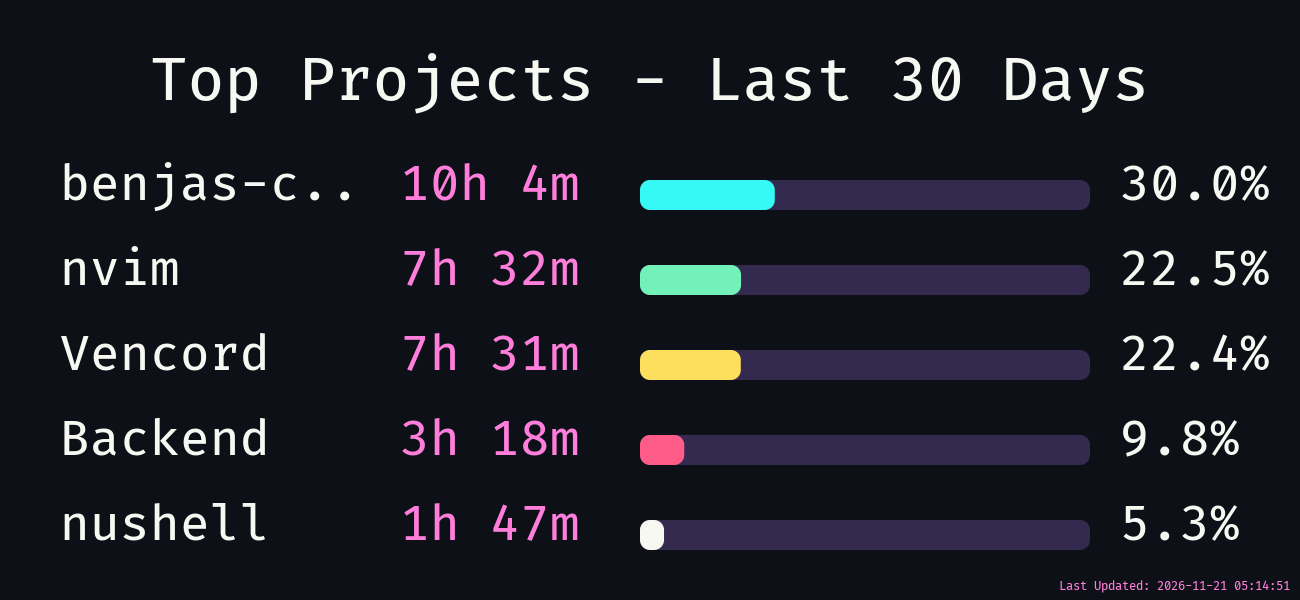 Top Projects - Last 30 Days
benjas-c.. 10h 4m 30.0%
nvim 7h 32m 22.5%
Vencord 7h 31m 22.4%
Backend 3h 18m 9.8%
nushell 1h 47m 5.3%
Last Updated: 2026-11-21 05:14:51